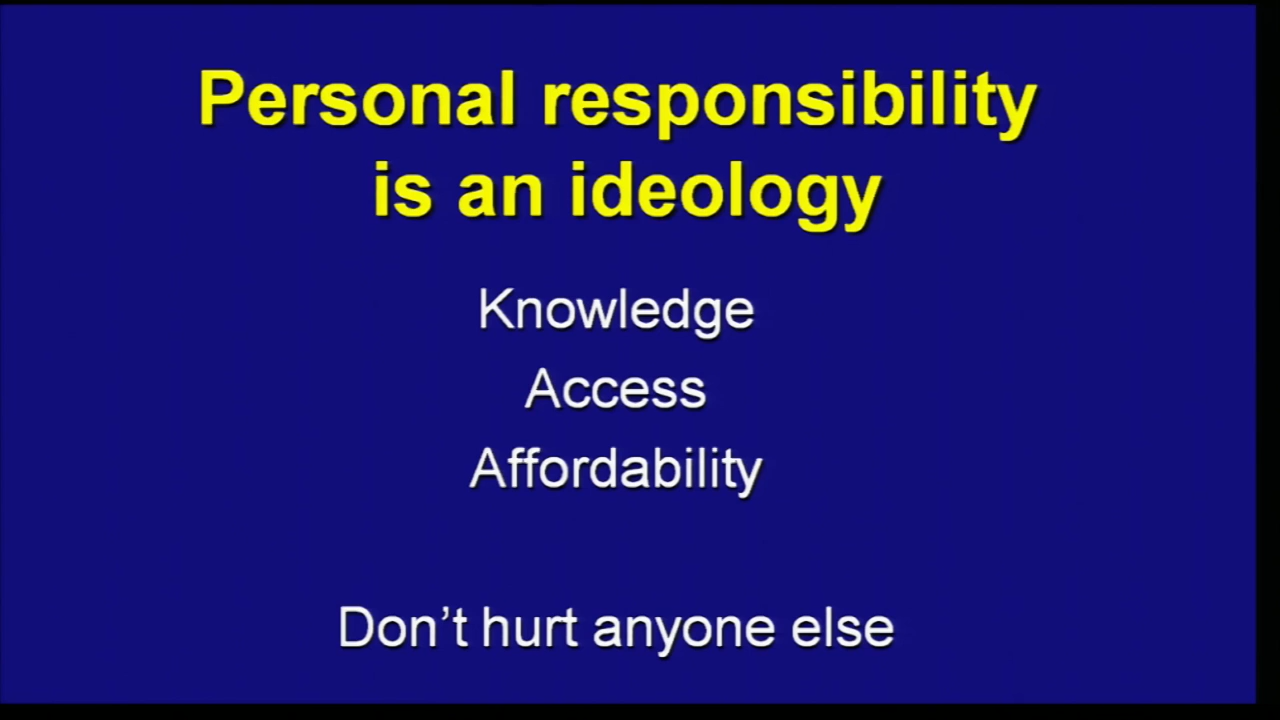 Personal responsibility
is an ideology
Knowledge
Access
Affordability
Don’t hurt anyone else